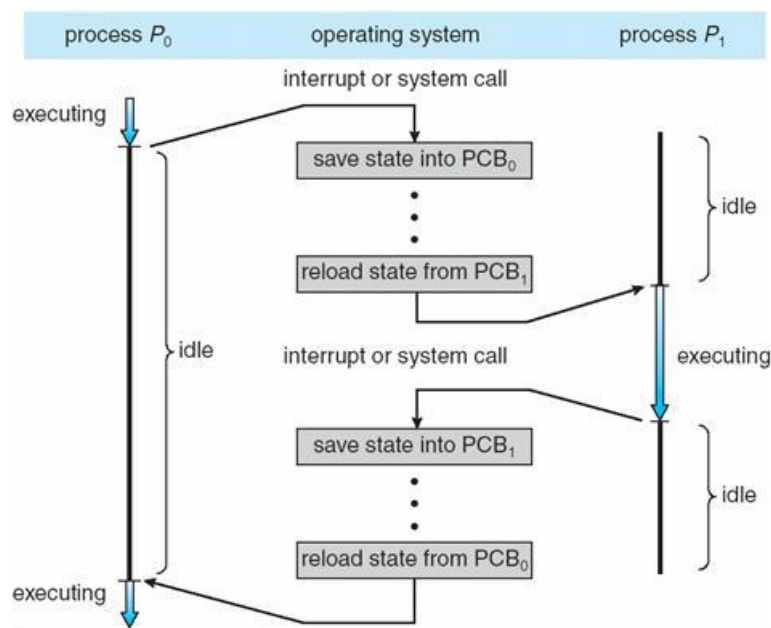 process P₀ operating system process P₁
interrupt or system call
executing
save state into PCB₀
idle
reload state from PCB₁
idle
interrupt or system call
executing
save state into PCB₁
idle
reload state from PCB₀
executing